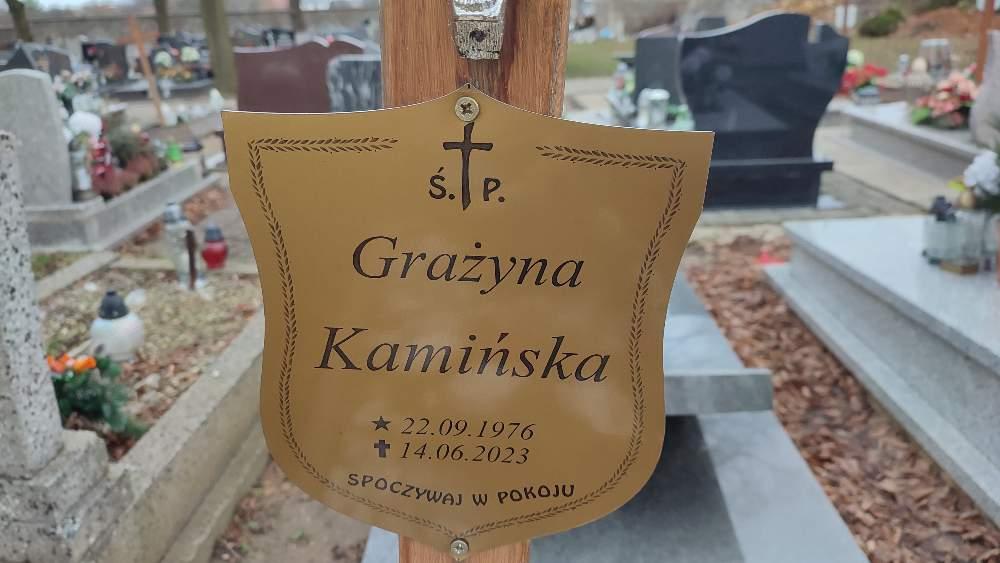 Ś. P.
Grażyna
Kamińska
22.09.1976
14.06.2023
SPOCZYWAJ W POKOJU